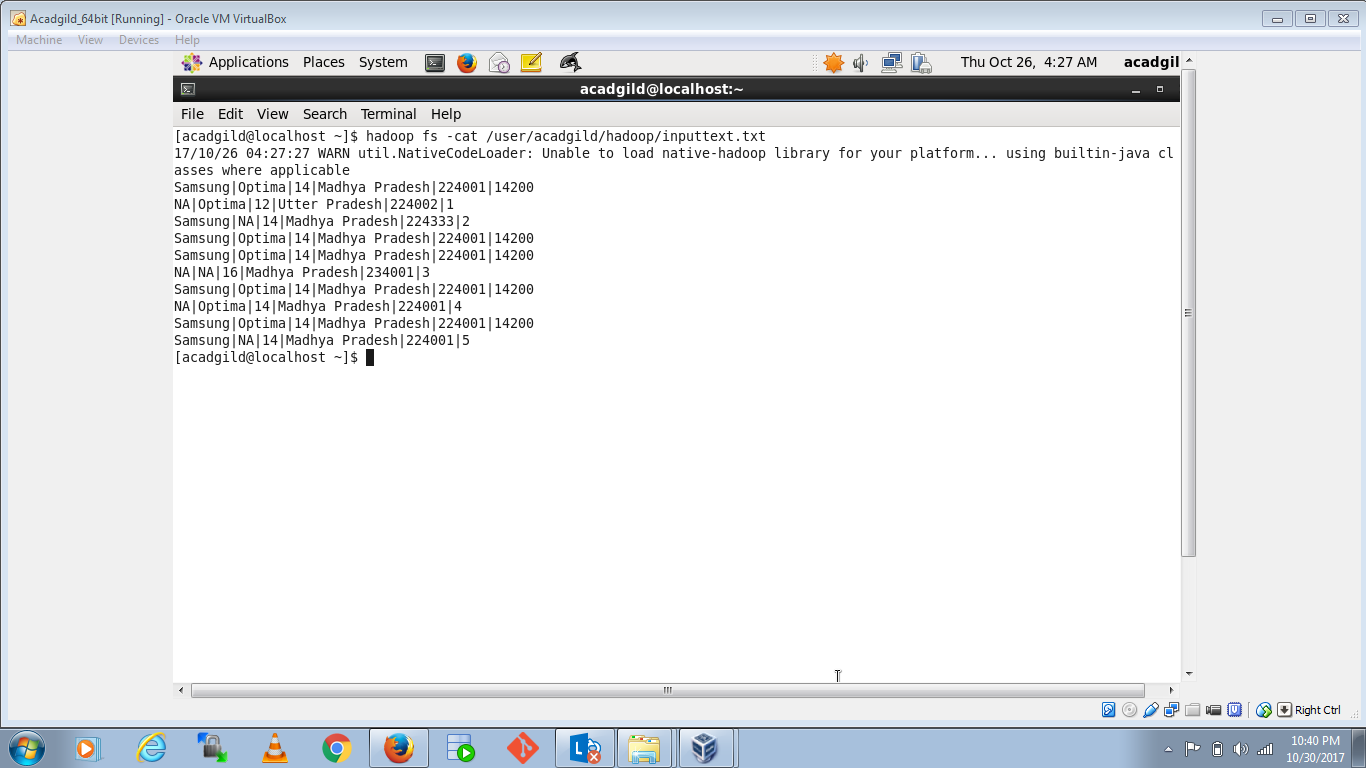 Acadgild_64bit [Running] - Oracle VM VirtualBox
Machine View Devices Help
Applications Places System Thu Oct 26, 4:27 AM acadgil
acadgild@localhost:~
File Edit View Search Terminal Help
[acadgild@localhost ~]$ hadoop fs -cat /user/acadgild/hadoop/inputtext.txt
17/10/26 04:27:27 WARN util.NativeCodeLoader: Unable to load native-hadoop library for your platform... using builtin-java cl
asses where applicable
Samsung|Optima|14|Madhya Pradesh|224001|14200
NA|Optima|12|Utter Pradesh|224002|1
Samsung|NA|14|Madhya Pradesh|224333|2
Samsung|Optima|14|Madhya Pradesh|224001|14200
Samsung|Optima|14|Madhya Pradesh|224001|14200
NA|NA|16|Madhya Pradesh|234001|3
Samsung|Optima|14|Madhya Pradesh|224001|14200
NA|Optima|14|Madhya Pradesh|224001|4
Samsung|Optima|14|Madhya Pradesh|224001|14200
Samsung|NA|14|Madhya Pradesh|224001|5
[acadgild@localhost ~]$
Right Ctrl
10:40 PM
10/30/2017